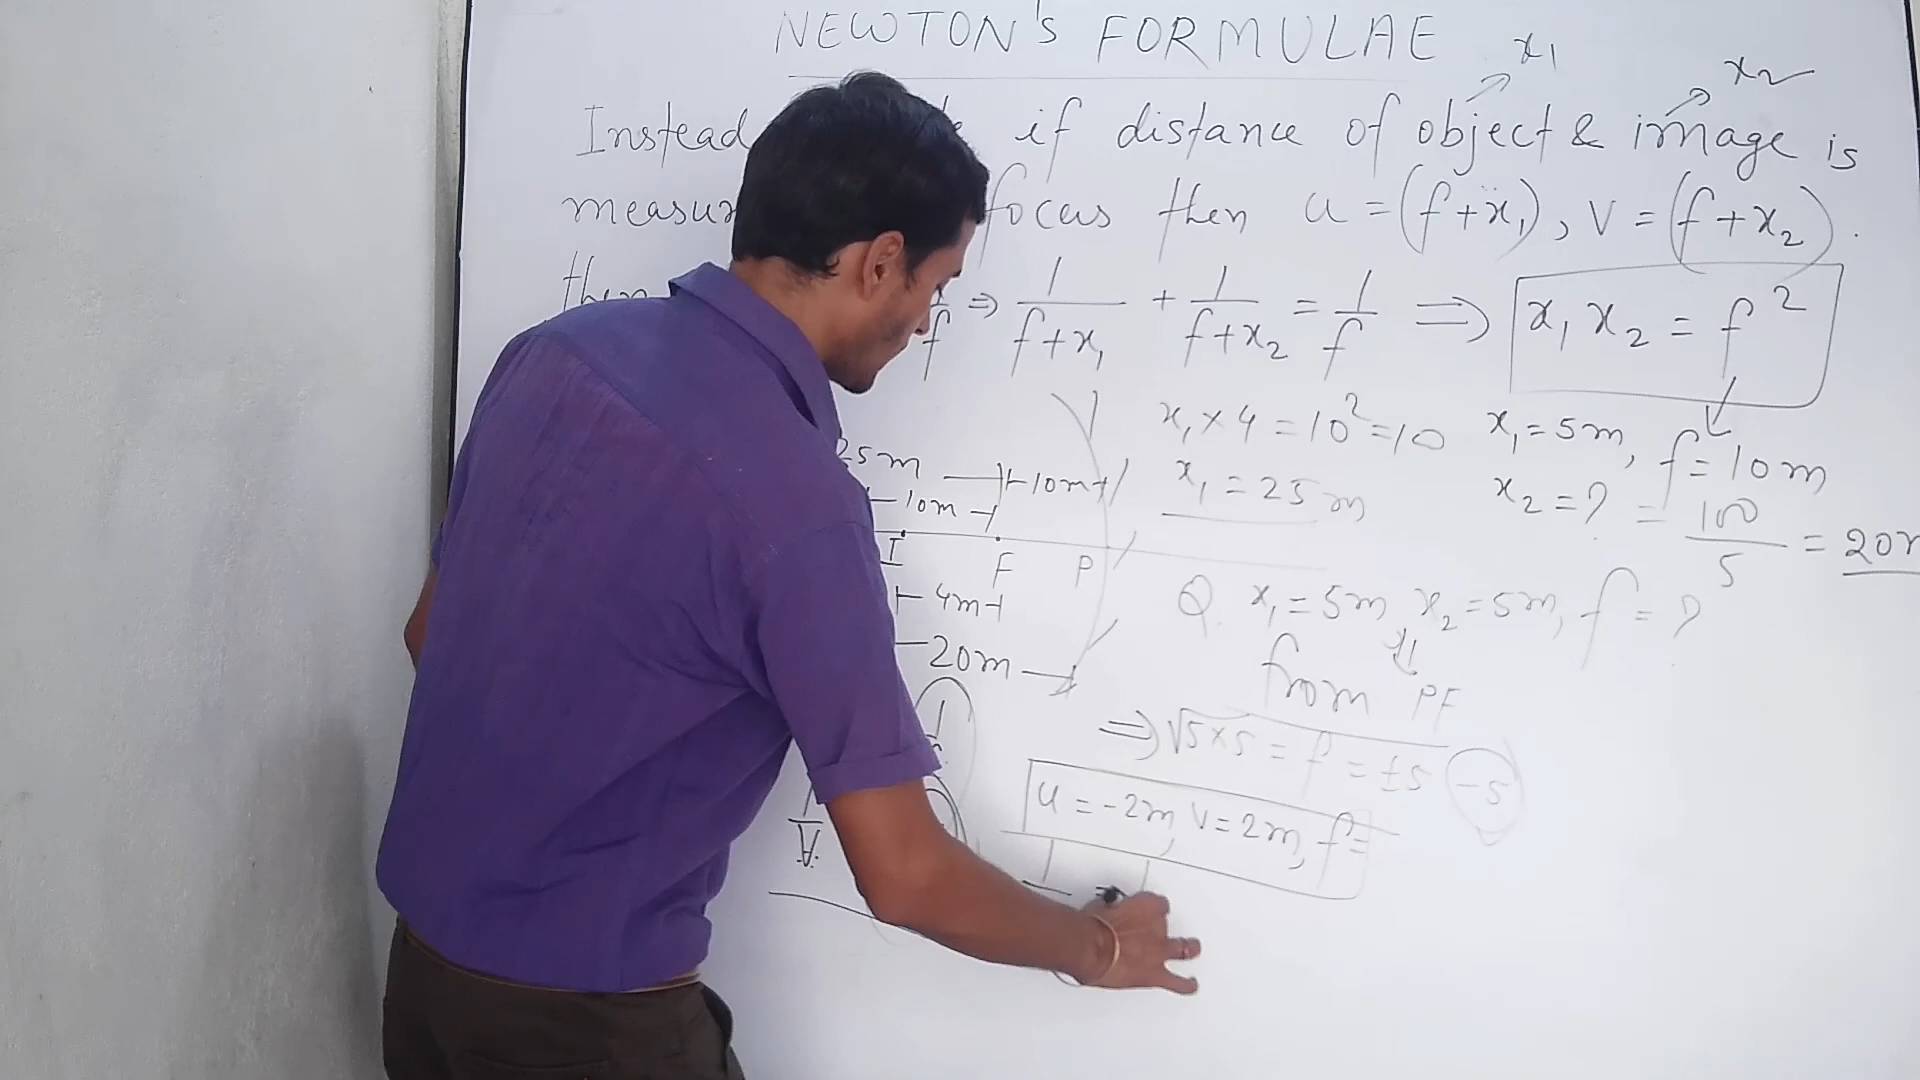 NEWTON'S FORMULAE
x₁
x₂
Instead if distance of object & image is
measur focus then u = (f+x₁), v = (f+x₂).
then f ⇒ 1/(f+x₁) + 1/(f+x₂) = 1/f ⇒ x₁x₂ = f²
x₁ × 4 = 10² = 10
x₁ = 25 m
x₁ = 5m, f = 10m
x₂ = ? = 100/5 = 20
25m 10m
10m
I F P
4m
20m
Q. x₁ = 5m, x₂ = 5m, f = ?
from PF
⇒ √5×5 = f = ±5 -5
u = -2m, v = 2m, f =